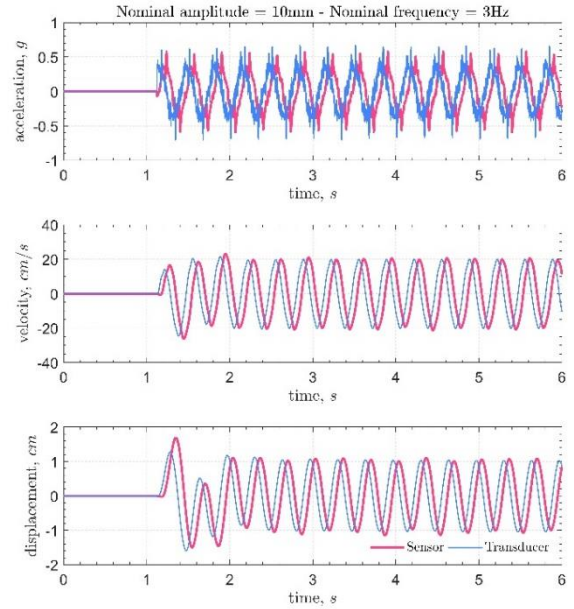 Nominal amplitude = 10mm - Nominal frequency = 3Hz
acceleration, g
1
0.5
0
-0.5
-1
0 1 2 3 4 5 6
time, s
velocity, cm/s
40
20
0
-20
-40
0 1 2 3 4 5 6
time, s
displacement, cm
2
1
0
-1
-2
Sensor Transducer
0 1 2 3 4 5 6
time, s